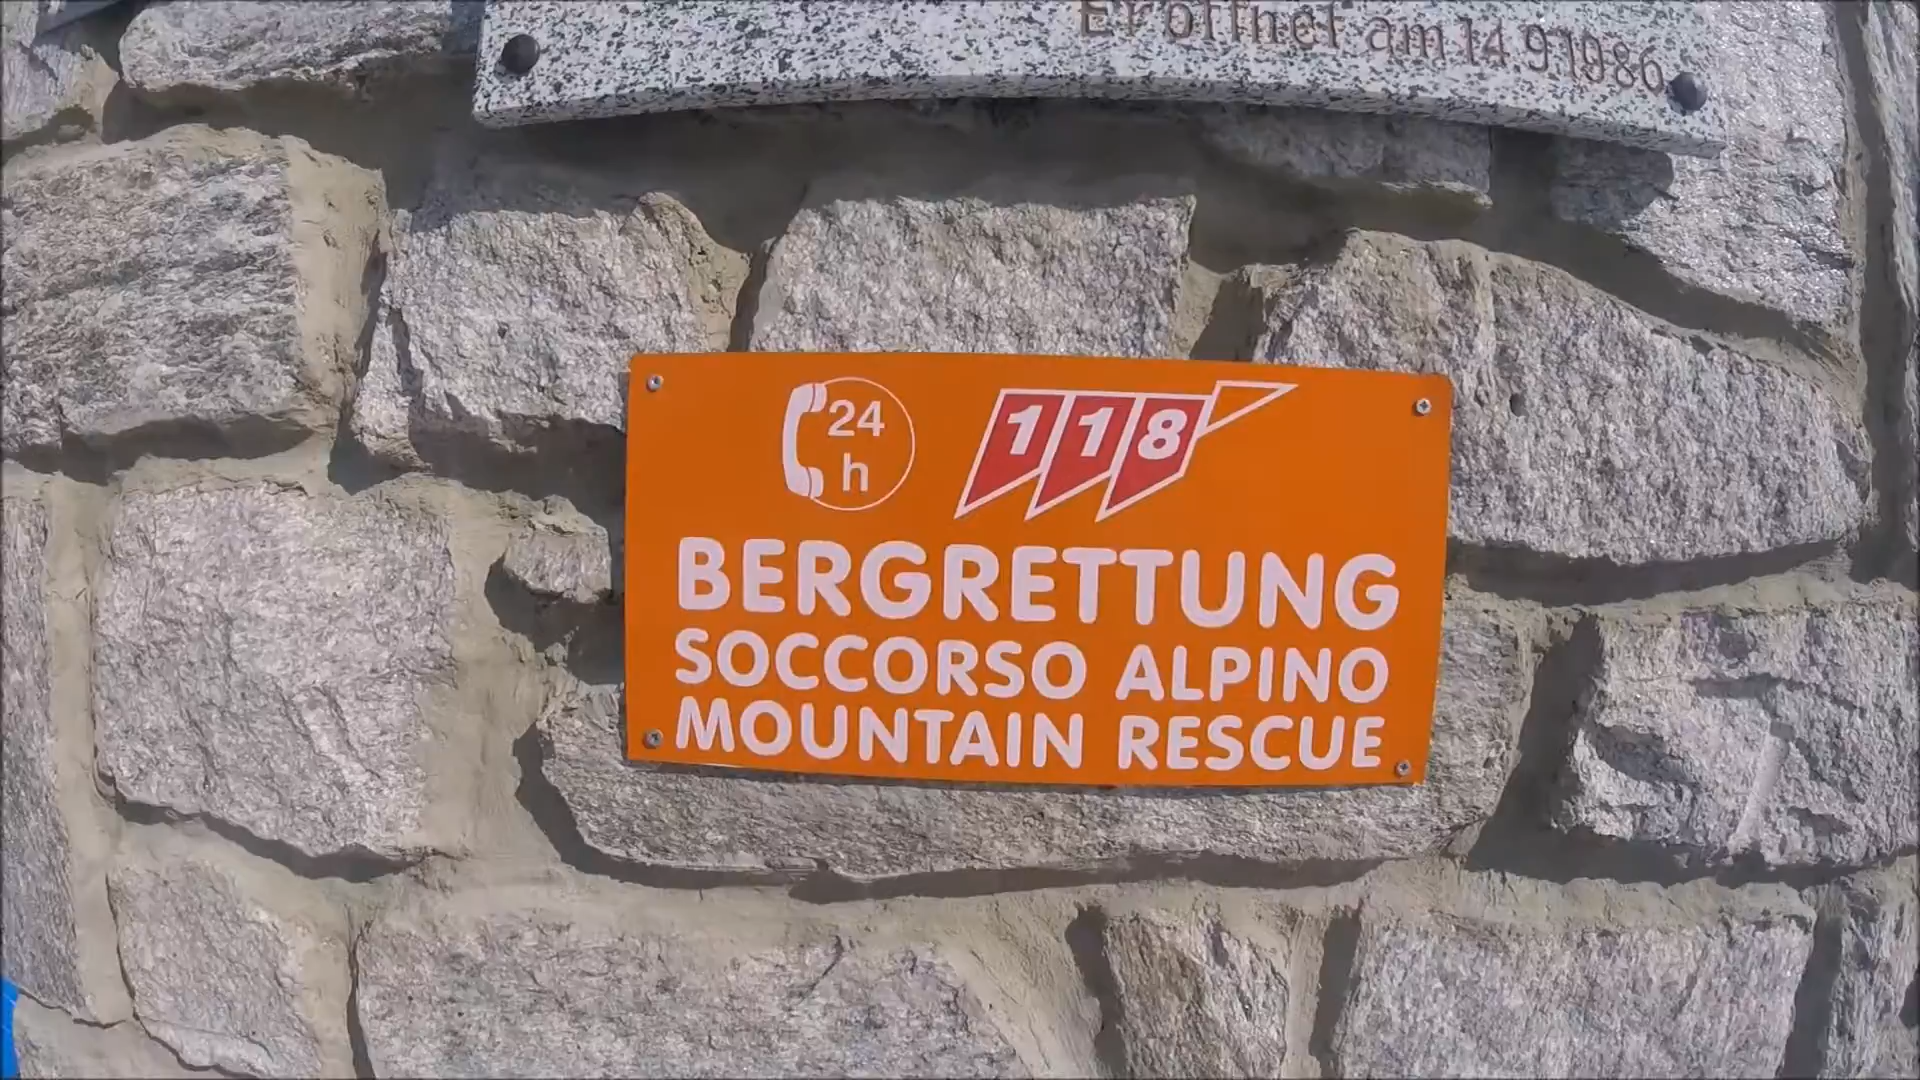 Eröffnet am 14.9.1986
24
h
118
BERGRETTUNG
SOCCORSO ALPINO
MOUNTAIN RESCUE